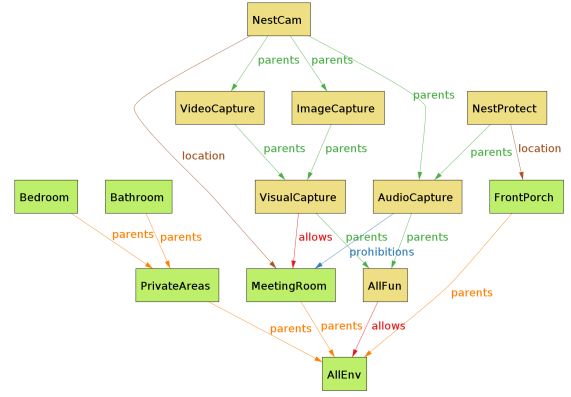 NestCam
parents parents
VideoCapture ImageCapture parents NestProtect
location parents parents parents location
Bedroom Bathroom VisualCapture AudioCapture FrontPorch
parents parents allows parents parents
prohibitions
PrivateAreas MeetingRoom AllFun parents
parents parents allows
AllEnv